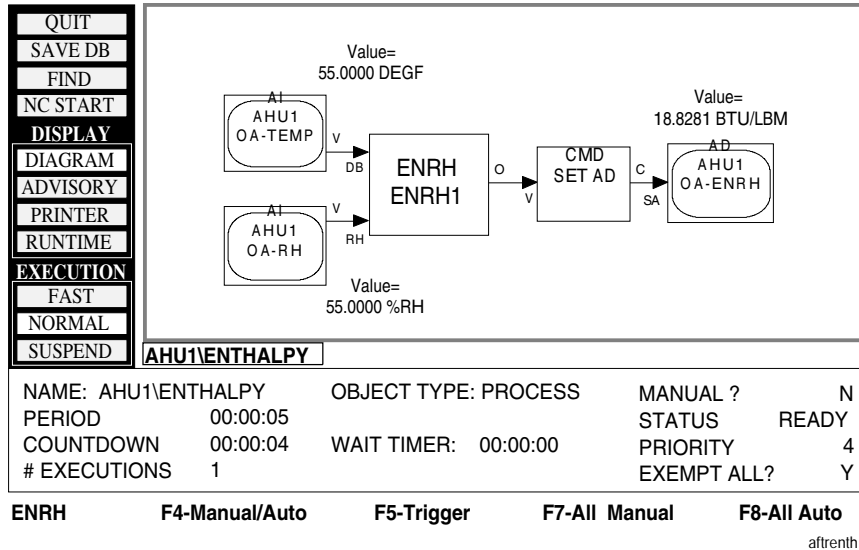 QUIT
SAVE DB
FIND
NC START
DISPLAY
DIAGRAM
ADVISORY
PRINTER
RUNTIME
EXECUTION
FAST
NORMAL
SUSPEND
Value=
55.0000 DEGF
AI
AHU1
OA-TEMP
V
DB
AI
AHU1
OA-RH
V
RH
Value=
55.0000 %RH
ENRH
ENRH1
O
V
CMD
SET AD
C
SA
Value=
18.8281 BTU/LBM
AD
AHU1
OA-ENRH
AHU1\ENTHALPY
NAME: AHU1\ENTHALPY OBJECT TYPE: PROCESS MANUAL ? N
PERIOD 00:00:05 STATUS READY
COUNTDOWN 00:00:04 WAIT TIMER: 00:00:00 PRIORITY 4
# EXECUTIONS 1 EXEMPT ALL? Y
ENRH F4-Manual/Auto F5-Trigger F7-All Manual F8-All Auto
aftrenth